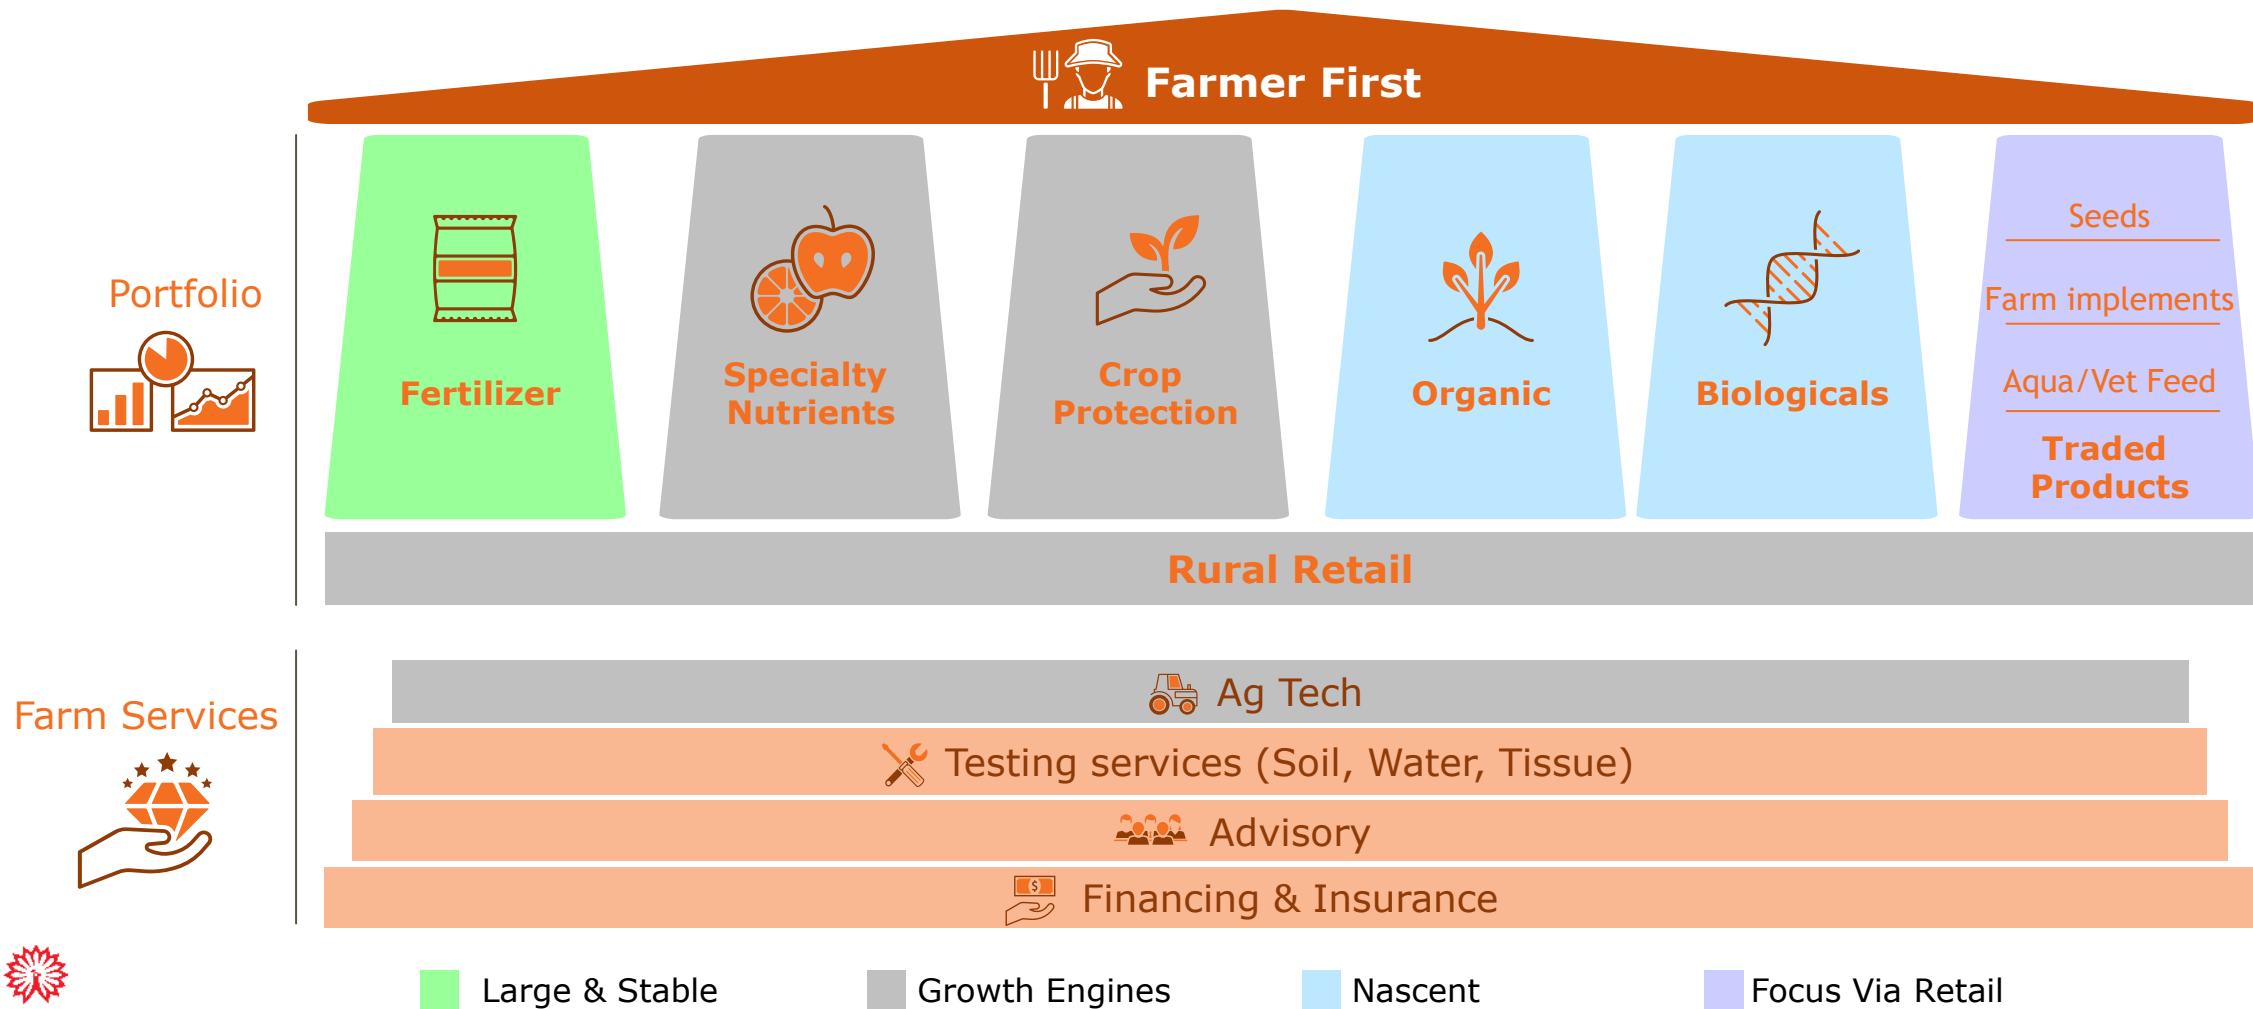 Farmer First
Portfolio
Fertilizer
Specialty
Nutrients
Crop
Protection
Organic
Biologicals
Seeds
Farm implements
Aqua/Vet Feed
Traded
Products
Rural Retail
Farm Services
Ag Tech
Testing services (Soil, Water, Tissue)
Advisory
$
Financing & Insurance
Large & Stable
Growth Engines
Nascent
Focus Via Retail